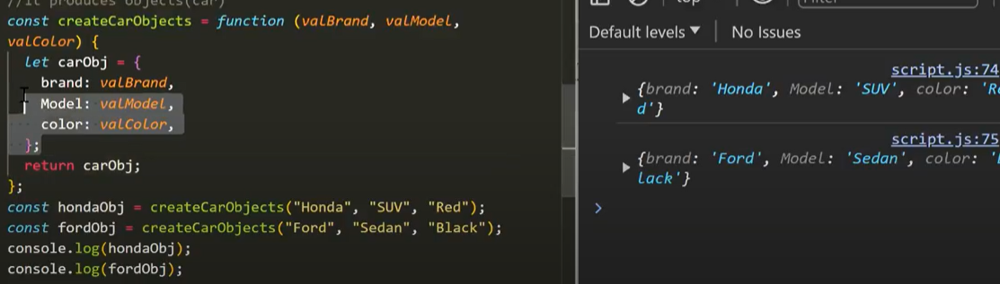 //It produces objects(car)
const createCarObjects = function (valBrand, valModel,
valColor) {
let carObj = {
brand: valBrand,
Model: valModel,
color: valColor,
};
return carObj;
};
const hondaObj = createCarObjects("Honda", "SUV", "Red");
const fordObj = createCarObjects("Ford", "Sedan", "Black");
console.log(hondaObj);
console.log(fordObj);
top
Filter
Default levels ▼ | No Issues
script.js:74
▶ {brand: 'Honda', Model: 'SUV', color: 'Re
d'}
script.js:75
▶ {brand: 'Ford', Model: 'Sedan', color: 'B
lack'}
>